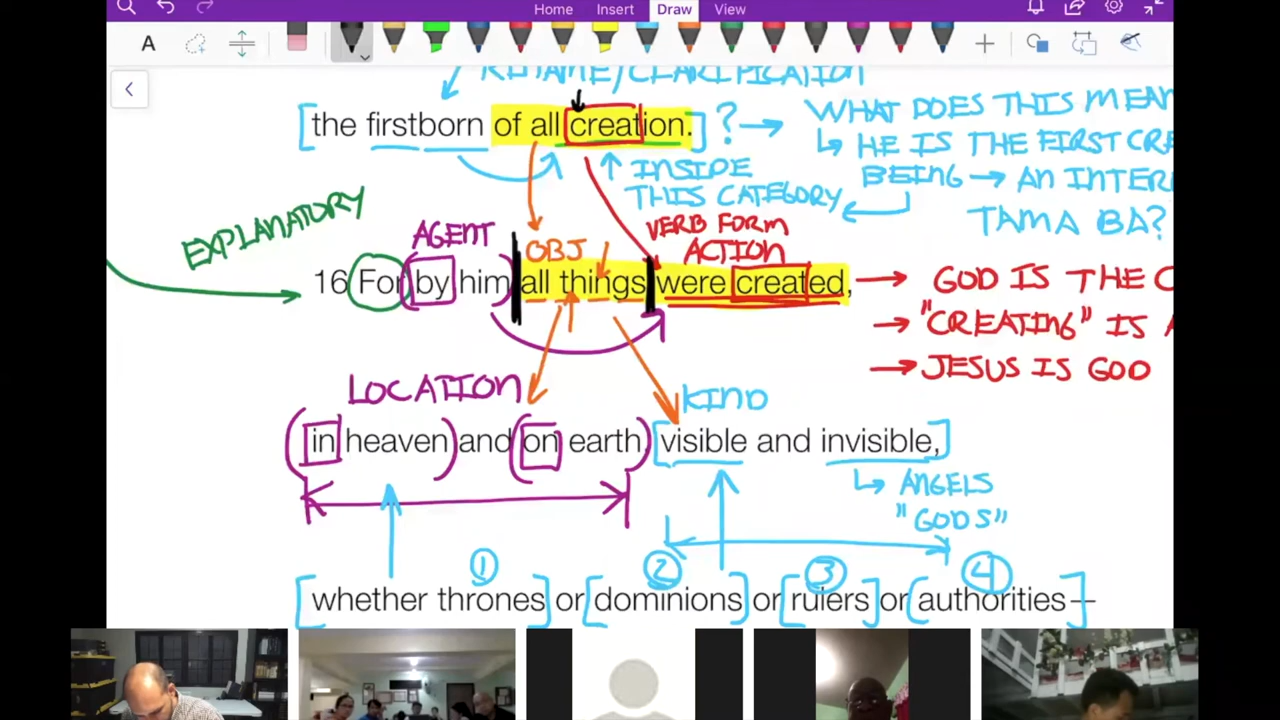 Home Insert Draw View
A
RENAME/CLARIFICATION
[the firstborn of all creation.]? → WHAT DOES THIS MEAN
↳ HE IS THE FIRST
↑ INSIDE THIS CATEGORY
BEING → AN
TAMA BA?
EXPLANATORY
AGENT
OBJ
VERB FORM
ACTION
16 For (by him) all things were created,
→ GOD IS THE
→ "CREATING" IS
→ JESUS IS GOD
LOCATION
KIND
(in heaven) and (on earth,) [visible and invisible,]
↳ ANGELS
"GODS"
1 2 3 4
[whether thrones] or [dominions] or [rulers] or [authorities—